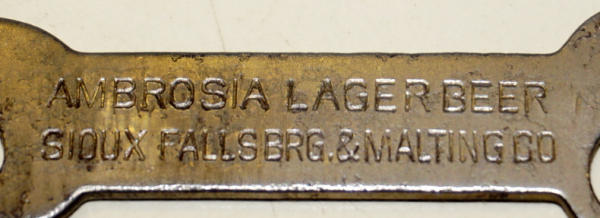 AMBROSIA LAGER BEER
SIOUX FALLS BRG. & MALTING CO